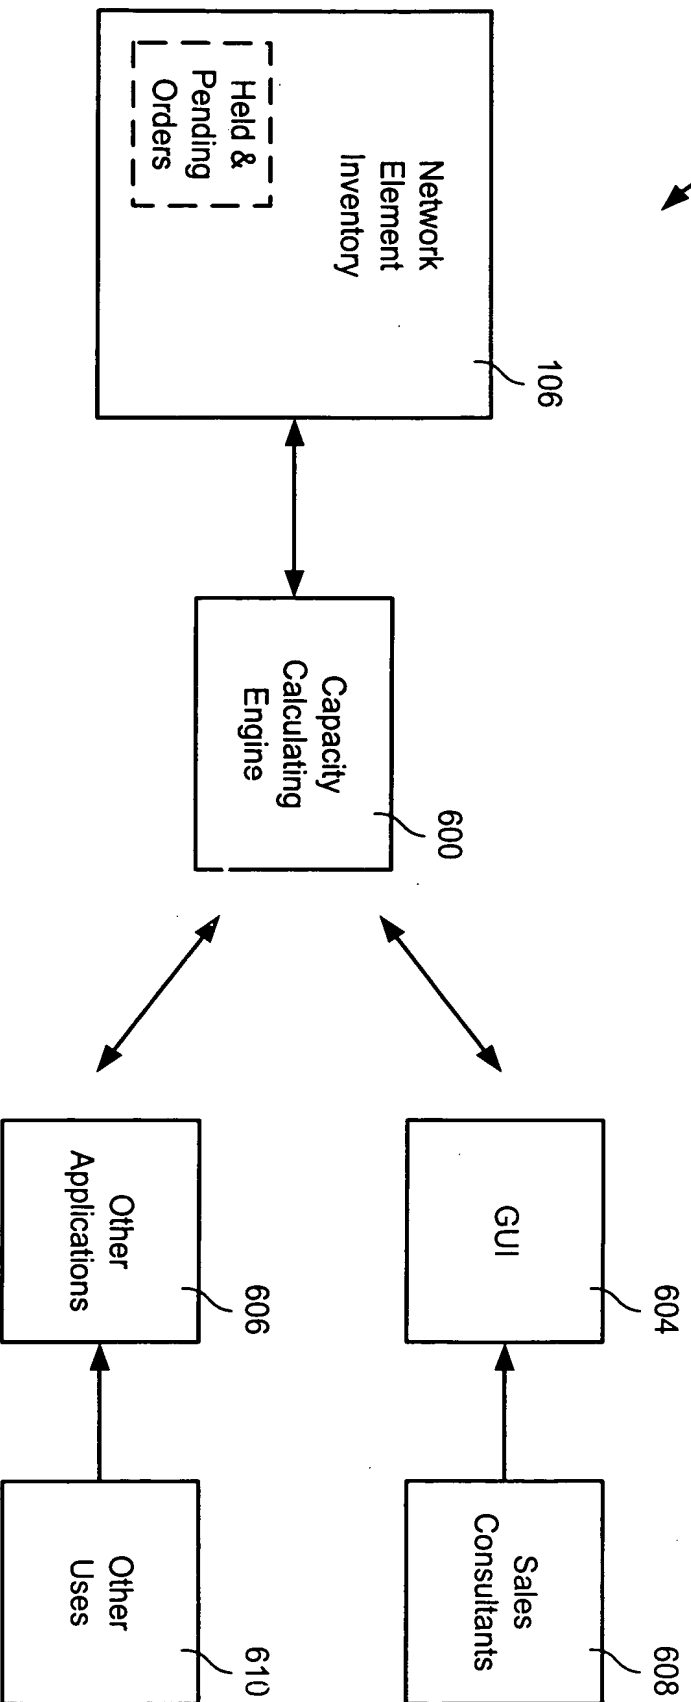 Network
Element
Inventory
106
Held &
Pending
Orders
Capacity
Calculating
Engine
600
GUI
604
Sales
Consultants
608
Other
Applications
606
Other
Uses
610